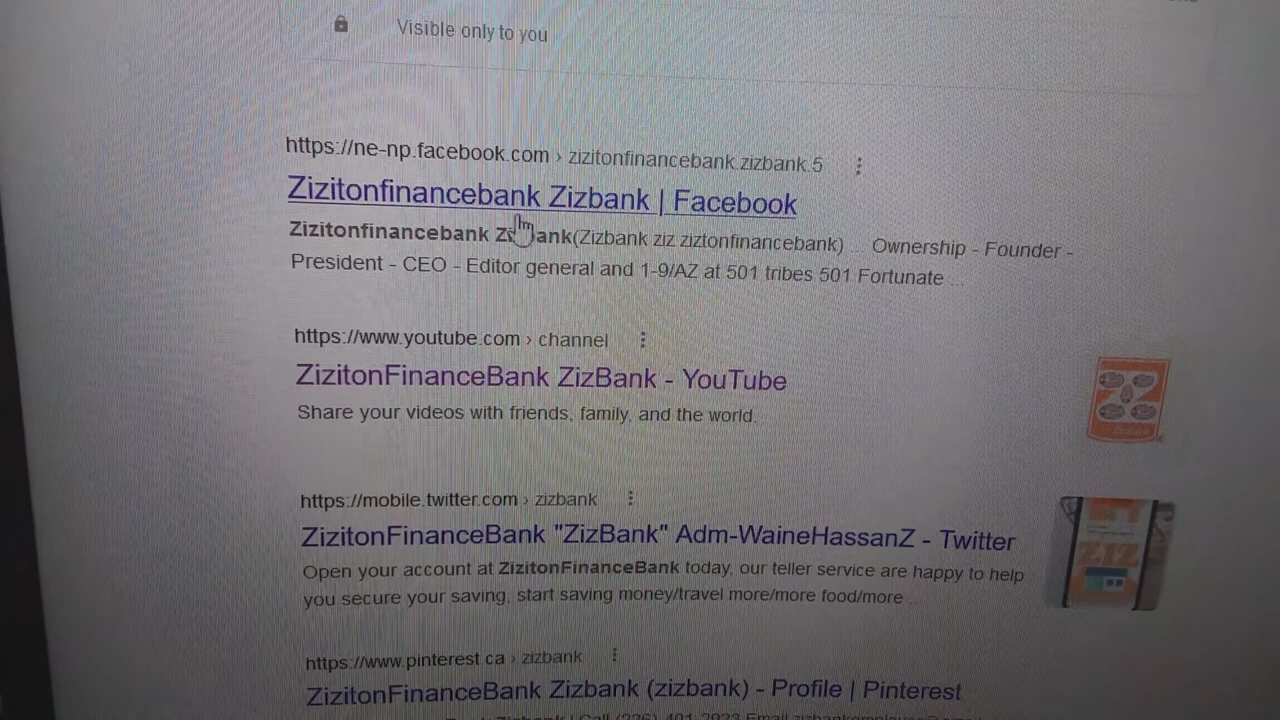 Visible only to you
https://ne-np.facebook.com › zizitonfinancebank.zizbank.5
Zizitonfinancebank Zizbank | Facebook
Zizitonfinancebank Zizbank(Zizbank ziz ziztonfinancebank) ... Ownership - Founder -
President - CEO - Editor general and 1-9/AZ at 501 tribes 501 Fortunate ...
https://www.youtube.com › channel
ZizitonFinanceBank ZizBank - YouTube
Share your videos with friends, family, and the world.
https://mobile.twitter.com › zizbank
ZizitonFinanceBank "ZizBank" Adm-WaineHassanZ - Twitter
Open your account at ZizitonFinanceBank today, our teller service are happy to help
you secure your saving, start saving money/travel more/more food/more ...
https://www.pinterest.ca › zizbank
ZizitonFinanceBank Zizbank (zizbank) - Profile | Pinterest